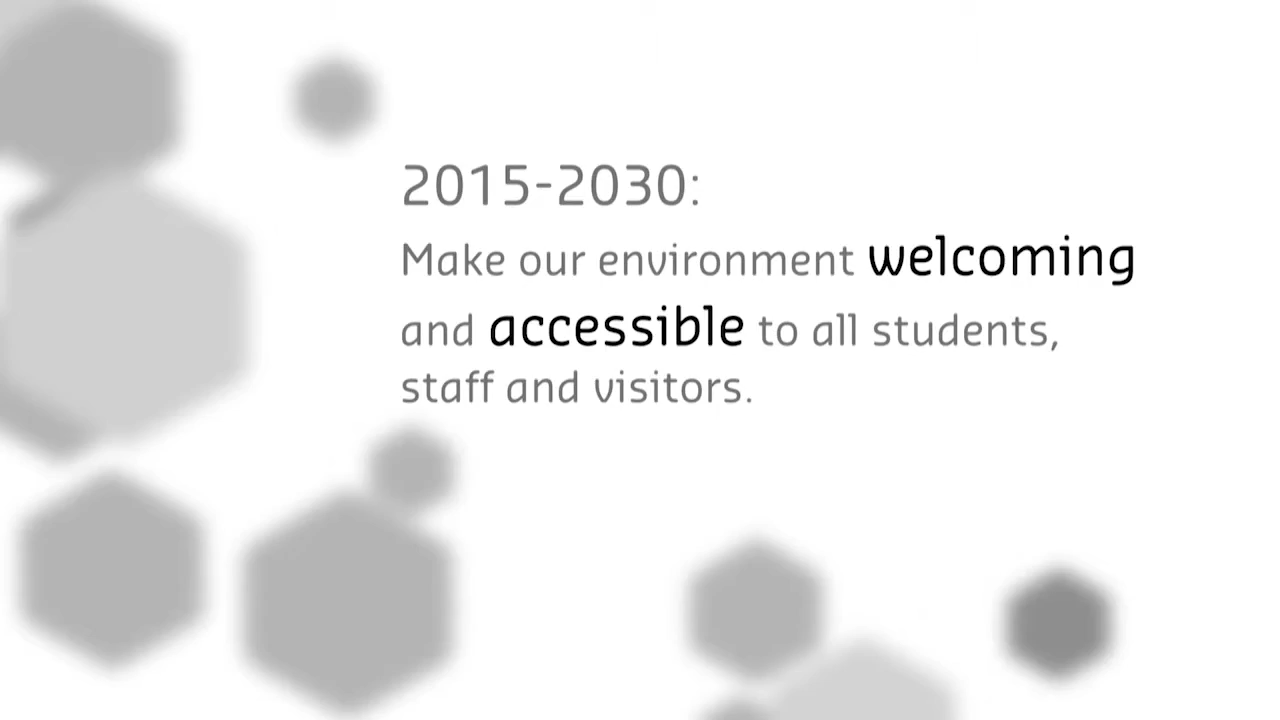 2015-2030:
Make our environment welcoming
and accessible to all students,
staff and visitors.